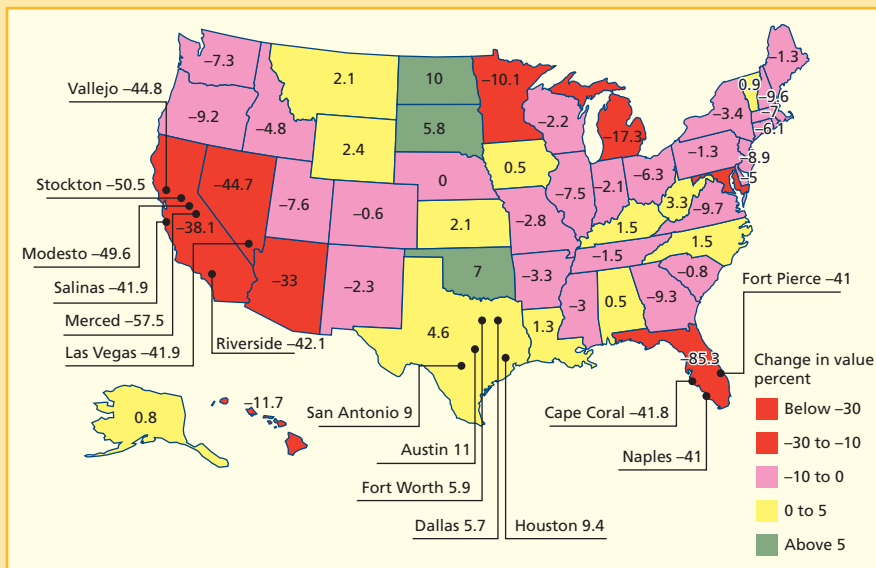 −7.3
2.1
10
−10.1
−1.3
Vallejo −44.8
−9.2
−4.8
5.8
−2.2
−17.3
−3.4
0.9
−9.6
−7
−6.1
2.4
0
0.5
−1.3
−8.9
−5
Stockton −50.5
−44.7
−7.6
−0.6
2.1
−2.8
−7.5
−2.1
−6.3
3.3
−9.7
−38.1
1.5
1.5
Modesto −49.6
−33
−2.3
7
−3.3
−1.5
−0.8
Salinas −41.9
Merced −57.5
Las Vegas −41.9
Riverside −42.1
4.6
1.3
−3
0.5
−9.3
Fort Pierce −41
−85.3
Change in value
percent
Below −30
−30 to −10
−10 to 0
0 to 5
Above 5
0.8
−11.7
San Antonio 9
Austin 11
Fort Worth 5.9
Dallas 5.7
Houston 9.4
Cape Coral −41.8
Naples −41